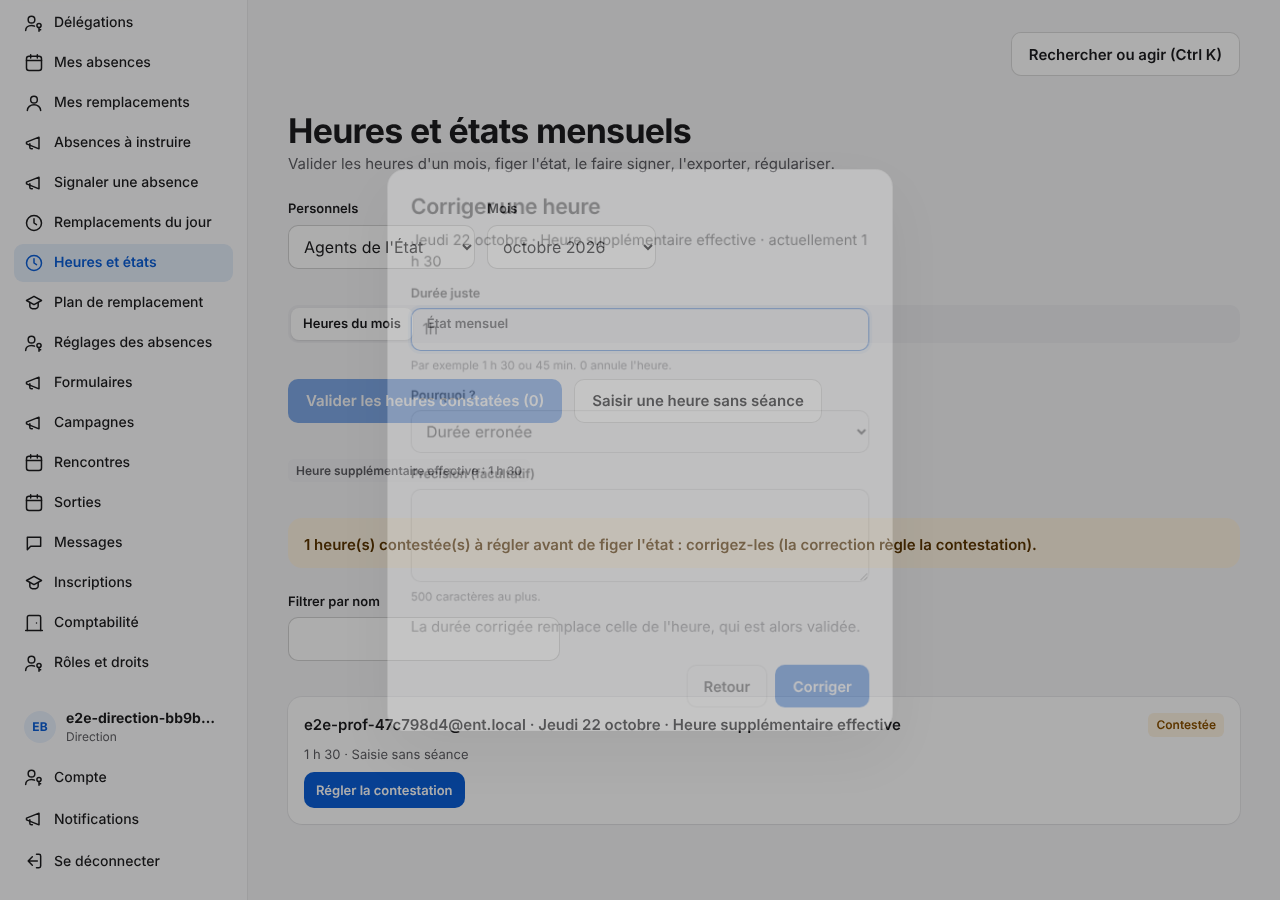 Délégations
Mes absences
Mes remplacements
Absences à instruire
Signaler une absence
Remplacements du jour
Heures et états
Plan de remplacement
Réglages des absences
Formulaires
Campagnes
Rencontres
Sorties
Messages
Inscriptions
Comptabilité
Rôles et droits
EB
e2e-direction-bb9b...
Direction
Compte
Notifications
Se déconnecter
Rechercher ou agir (Ctrl K)
Heures et états mensuels
Valider les heures d'un mois, figer l'état, le faire signer, l'exporter, régulariser.
Personnels
Mois
Agents de l'État
octobre 2026
Heures du mois
État mensuel
Valider les heures constatées (0)
Saisir une heure sans séance
Heure supplémentaire effective : 1 h 30
1 heure(s) contestée(s) à régler avant de figer l'état : corrigez-les (la correction règle la contestation).
Filtrer par nom
e2e-prof-47c798d4@ent.local · Jeudi 22 octobre · Heure supplémentaire effective
Contestée
1 h 30 · Saisie sans séance
Régler la contestation
Corriger une heure
Jeudi 22 octobre · Heure supplémentaire effective · actuellement 1
h 30
Durée juste
Par exemple 1 h 30 ou 45 min. 0 annule l'heure.
Pourquoi ?
Durée erronée
Précision (facultatif)
500 caractères au plus.
La durée corrigée remplace celle de l'heure, qui est alors validée.
Retour
Corriger